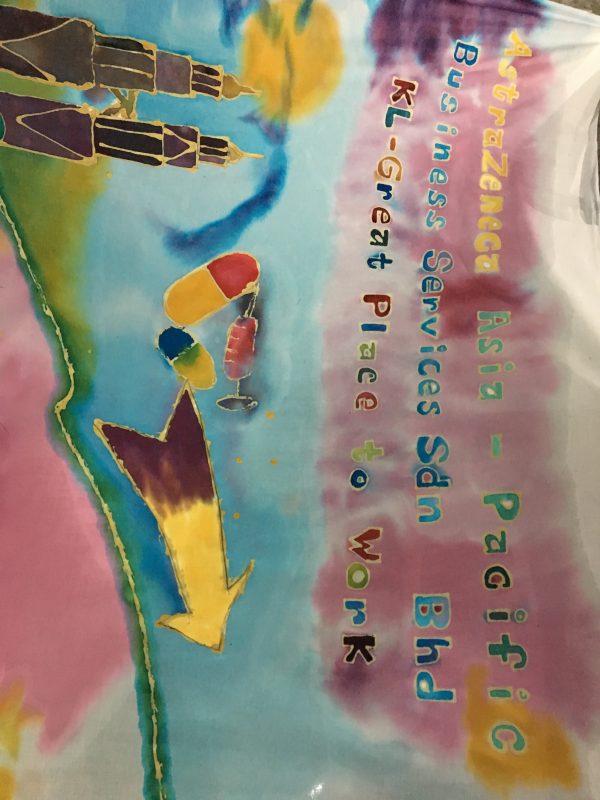 AstraZeneca Asia - Pacific
Business Services Sdn Bhd
KL-Great Place to Work